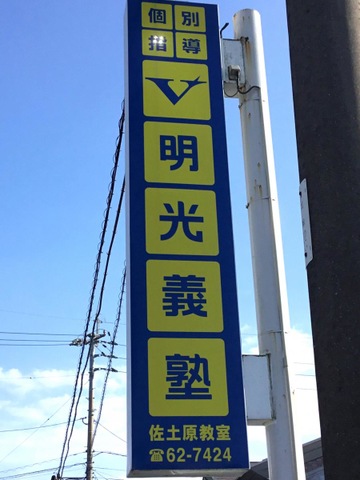 個別
指導
明光義塾
佐土原教室
☎62-7424